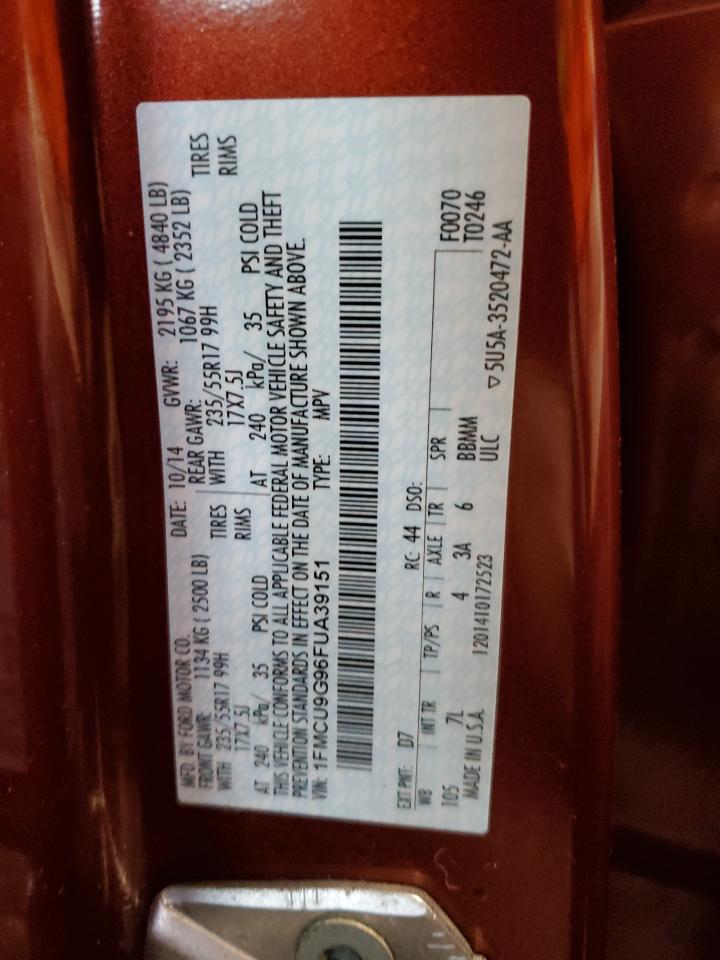 MFD. BY FORD MOTOR CO. DATE: 10/14 GVWR: 2195 KG ( 4840 LB)
FRONT GAWR: 1134 KG ( 2500 LB) REAR GAWR: 1067 KG ( 2352 LB)
WITH 235/55R17 99H TIRES WITH 235/55R17 99H TIRES
17X7.5J RIMS 17X7.5J RIMS
AT 240 kPa/ 35 PSI COLD AT 240 kPa/ 35 PSI COLD
THIS VEHICLE CONFORMS TO ALL APPLICABLE FEDERAL MOTOR VEHICLE SAFETY AND THEFT
PREVENTION STANDARDS IN EFFECT ON THE DATE OF MANUFACTURE SHOWN ABOVE.
VIN: 1FMCU9G96FUA39151 TYPE: MPV
EXT PNT: D7 RC: 44 DSO: F0070
WB INT TR TP/PS R AXLE TR SPR T0246
105 7L 4 3A 6 BBMM
MADE IN U.S.A. 1201410172523 ULC ▽5U5A-3520472-AA